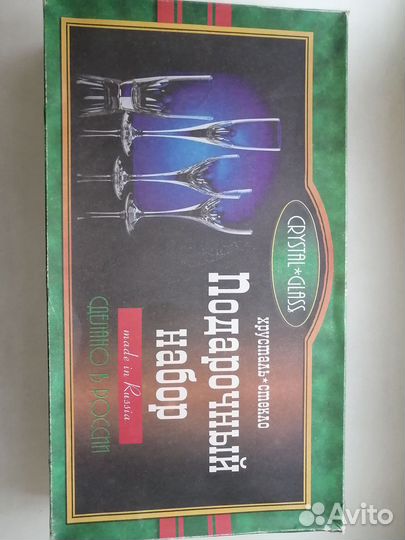 CRYSTAL*GLASS
хрусталь*стекло
Подарочный
набор
made in Russia
СДЕЛАНО В РОССИИ
Avito